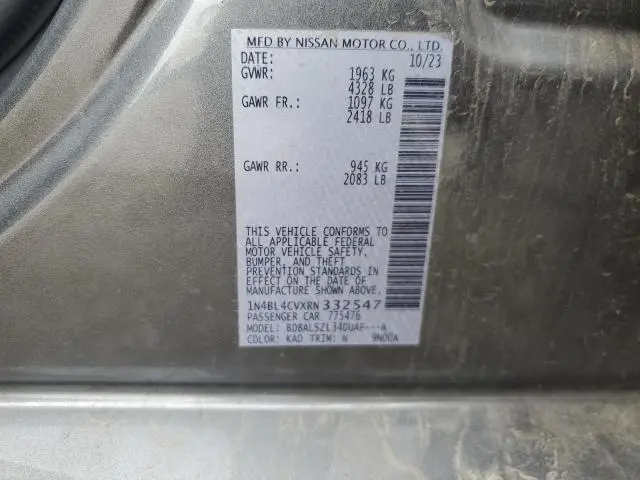 MFD BY NISSAN MOTOR CO., LTD.
DATE: 10/23
GVWR: 1963 KG
4328 LB
GAWR FR.: 1097 KG
2418 LB
GAWR RR.: 945 KG
2083 LB
THIS VEHICLE CONFORMS TO
ALL APPLICABLE FEDERAL
MOTOR VEHICLE SAFETY,
BUMPER, AND THEFT
PREVENTION STANDARDS IN
EFFECT ON THE DATE OF
MANUFACTURE SHOWN ABOVE.
1N4BL4CVXRN332547
PASSENGER CAR 775476
MODEL: BDBALSZL34DUAF---A
COLOR: KAD TRIM: N 9N00A